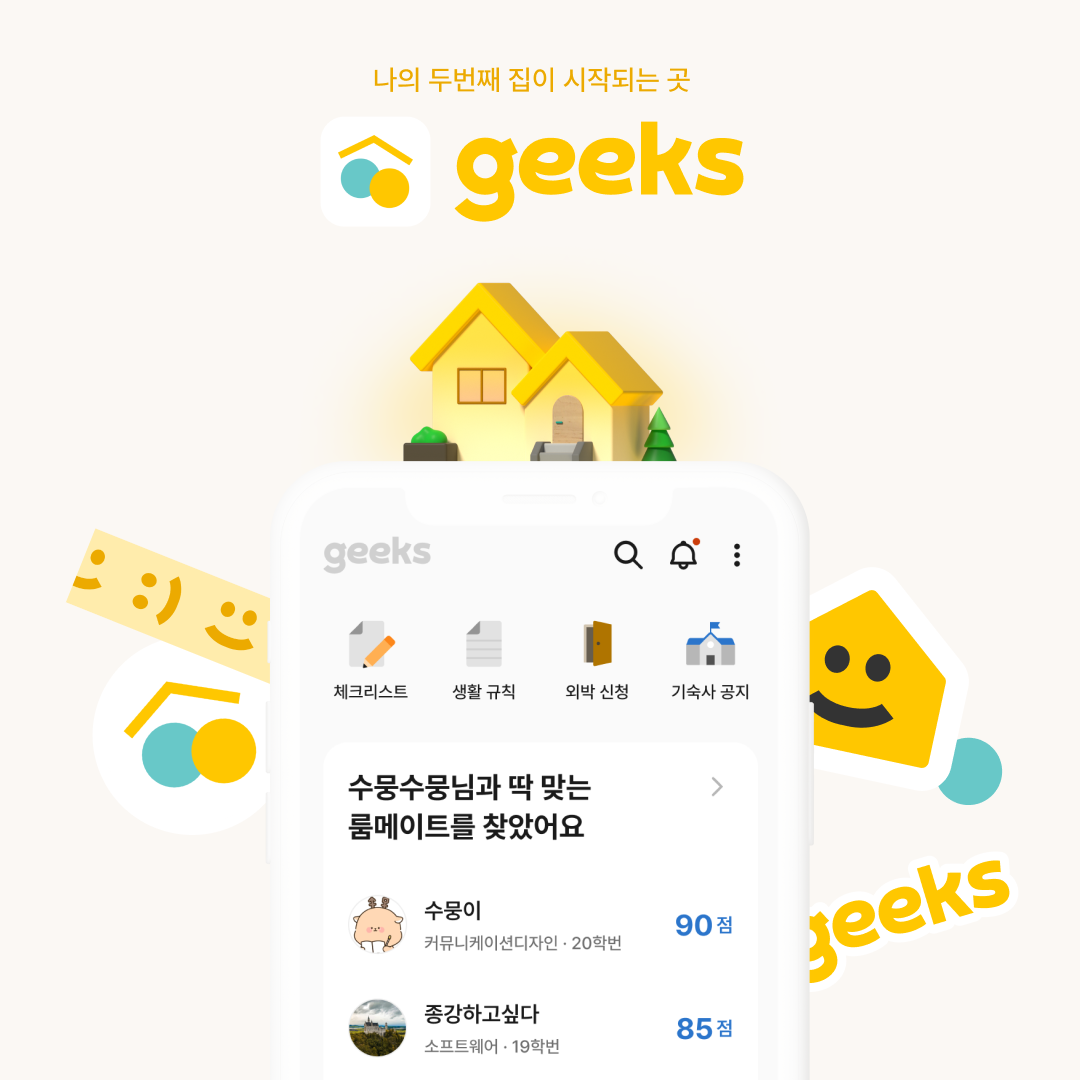 나의 두번째 집이 시작되는 곳
geeks
geeks
체크리스트 생활 규칙 외박 신청 기숙사 공지
수뭉수뭉님과 딱 맞는
룸메이트를 찾았어요
수뭉이
커뮤니케이션디자인 · 20학번
90점
종강하고싶다
소프트웨어 · 19학번
85점
geeks
:)